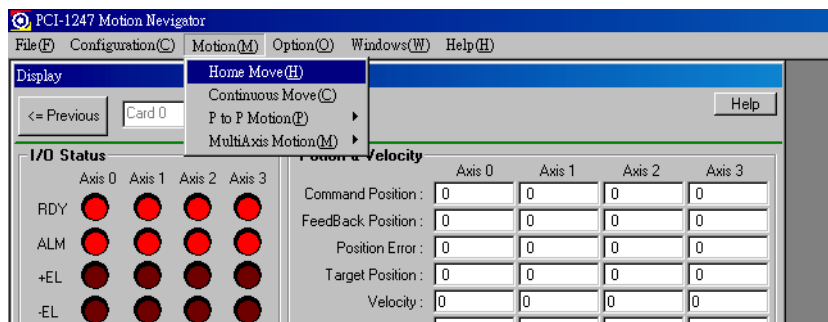 PCI-1247 Motion Nevigator
File(F) Configuration(C) Motion(M) Option(O) Windows(W) Help(H)
Display
Home Move(H)
Continuous Move(C)
P to P Motion(P)
MultiAxis Motion(M)
<= Previous Card 0 Help
I/O Status
Axis 0 Axis 1 Axis 2 Axis 3
RDY
ALM
+EL
-EL
Potion & Velocity
Axis 0 Axis 1 Axis 2 Axis 3
Command Position : 0 0 0 0
FeedBack Position : 0 0 0 0
Position Error : 0 0 0 0
Target Position : 0 0 0 0
Velocity : 0 0 0 0